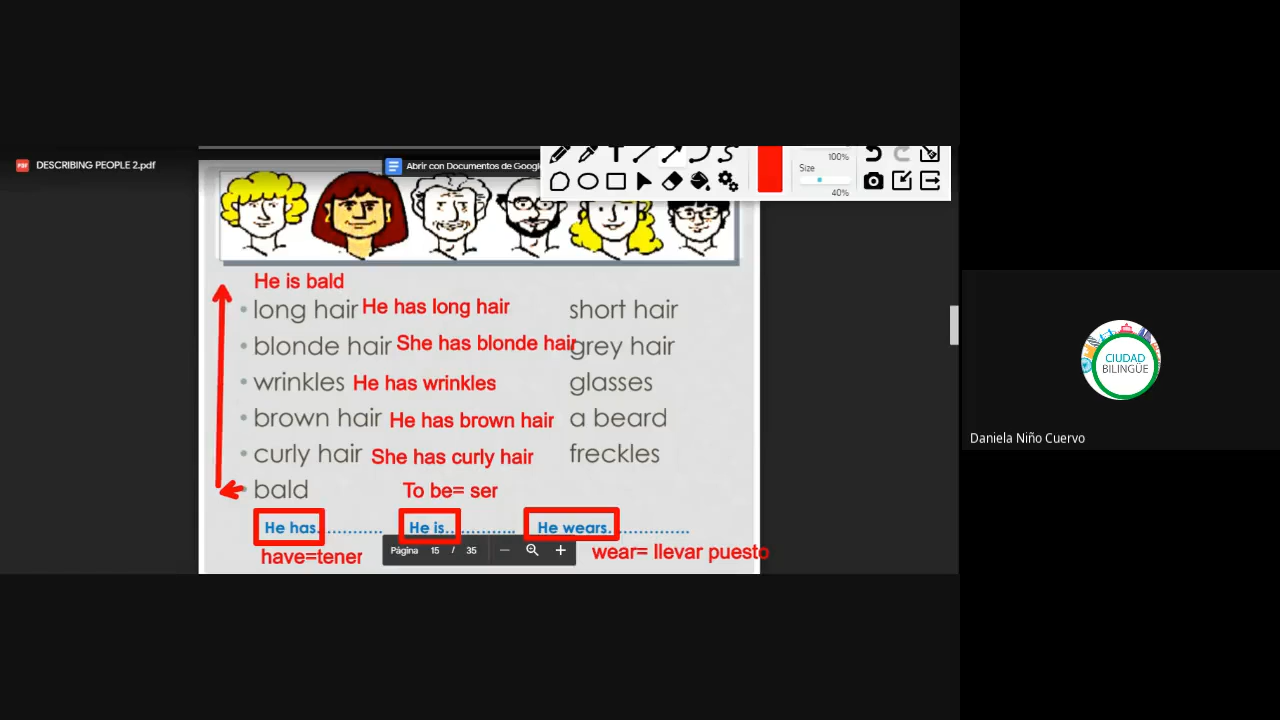 DESCRIBING PEOPLE 2.pdf
Abrir con Documentos de Google
100%
Size
40%
He is bald
• long hair He has long hair short hair
• blonde hair She has blonde hair grey hair
• wrinkles He has wrinkles glasses
• brown hair He has brown hair a beard
• curly hair She has curly hair freckles
• bald To be= ser
He has............ He is.............. He wears...............
have=tener Página 15 / 35 wear= llevar puesto
CIUDAD
BILINGÜE
Daniela Niño Cuervo